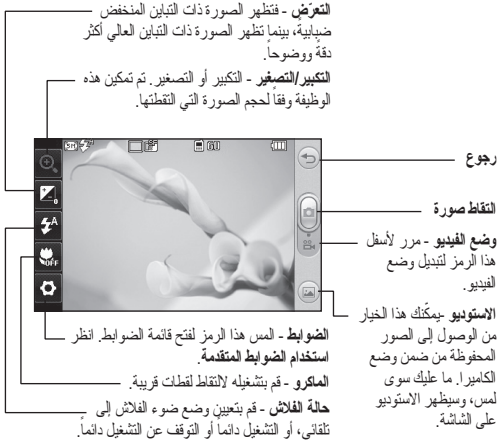 التعرّض - فتظهر الصورة ذات التباين المنخفض
ضبابيةً، بينما تظهر الصورة ذات التباين العالي أكثر
دقةً ووضوحاً.
التكبير/التصغير - التكبير أو التصغير. تم تمكين هذه
الوظيفة وفقاً لحجم الصورة التي التقطتها.
رجوع
التقاط صورة
وضع الفيديو - مرر لأسفل
هذا الرمز لتبديل وضع
الفيديو.
الاستوديو -يمكّنك هذا الخيار
من الوصول إلى الصور
المحفوظة من ضمن وضع
الكاميرا. ما عليك سوى
لمس، وسيظهر الاستوديو
على الشاشة.
5M
60
0
A
OFF
الضوابط - المس هذا الرمز لفتح قائمة الضوابط. انظر
استخدام الضوابط المتقدمة.
الماكرو - قم بتشغيله لالتقاط لقطات قريبة.
حالة الفلاش - قم بتعيين وضع ضوء الفلاش إلى
تلقائي، أو التشغيل دائماً أو التوقف عن التشغيل دائماً.